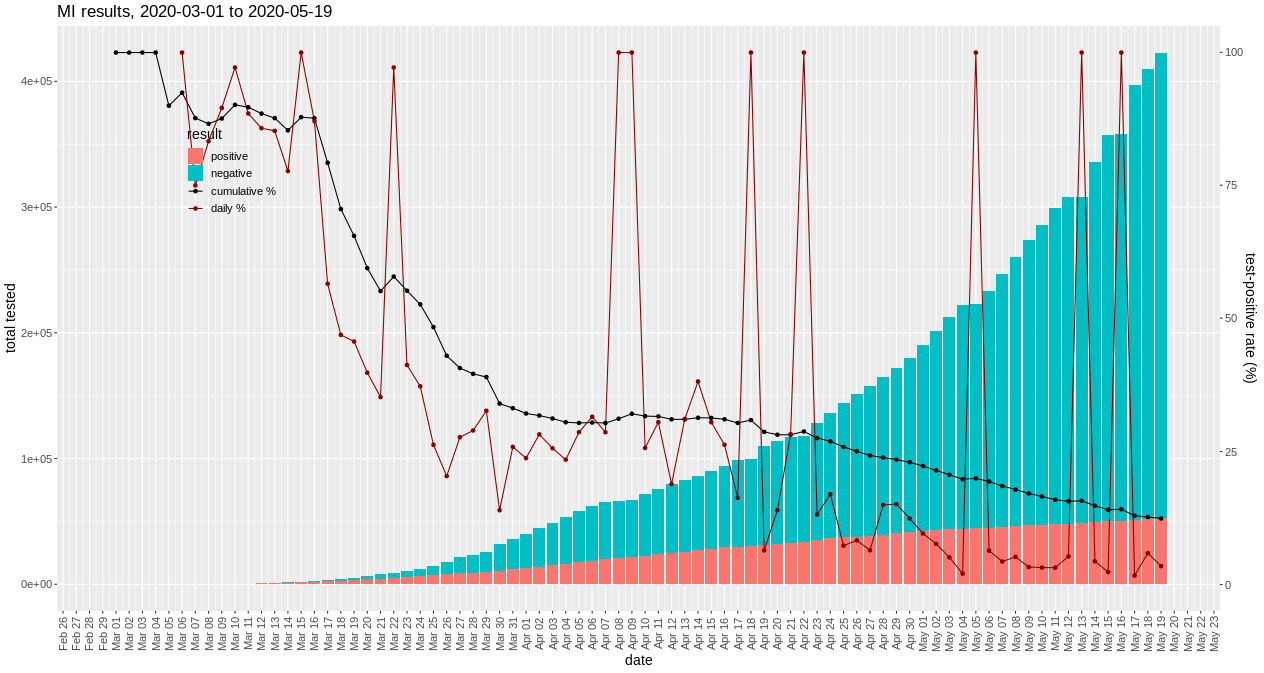 MI results, 2020-03-01 to 2020-05-19
total tested
4e+05
3e+05
2e+05
1e+05
0e+00
result
positive
negative
cumulative %
daily %
100
75
50
25
0
test-positive rate (%)
Feb 26
Feb 27
Feb 28
Feb 29
Mar 01
Mar 02
Mar 03
Mar 04
Mar 05
Mar 06
Mar 07
Mar 08
Mar 09
Mar 10
Mar 11
Mar 12
Mar 13
Mar 14
Mar 15
Mar 16
Mar 17
Mar 18
Mar 19
Mar 20
Mar 21
Mar 22
Mar 23
Mar 24
Mar 25
Mar 26
Mar 27
Mar 28
Mar 29
Mar 30
Mar 31
Apr 01
Apr 02
Apr 03
Apr 04
Apr 05
Apr 06
Apr 07
Apr 08
Apr 09
Apr 10
Apr 11
Apr 12
Apr 13
Apr 14
Apr 15
Apr 16
Apr 17
Apr 18
Apr 19
Apr 20
Apr 21
Apr 22
Apr 23
Apr 24
Apr 25
Apr 26
Apr 27
Apr 28
Apr 29
Apr 30
May 01
May 02
May 03
May 04
May 05
May 06
May 07
May 08
May 09
May 10
May 11
May 12
May 13
May 14
May 15
May 16
May 17
May 18
May 19
May 20
May 21
May 22
May 23
date